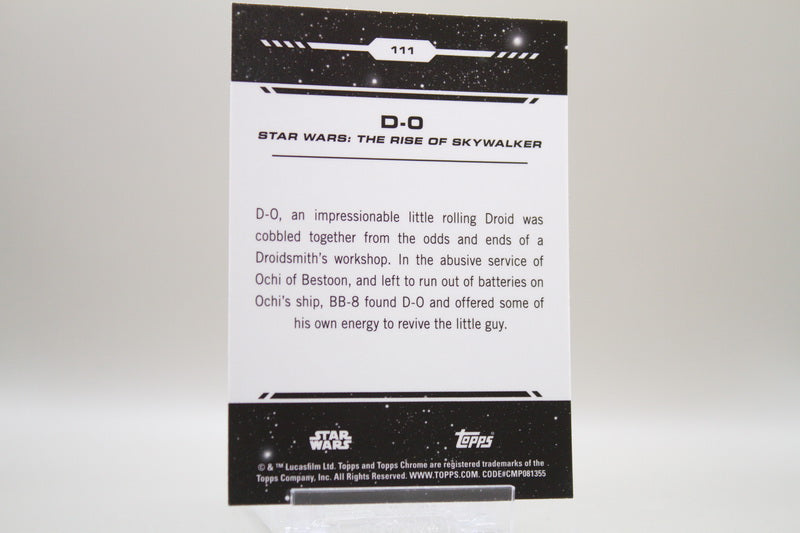 111
D-O
STAR WARS: THE RISE OF SKYWALKER
D-O, an impressionable little rolling Droid was
cobbled together from the odds and ends of a
Droidsmith's workshop. In the abusive service of
Ochi of Bestoon, and left to run out of batteries on
Ochi's ship, BB-8 found D-O and offered some of
his own energy to revive the little guy.
STAR
WARS
Topps
© & ™ Lucasfilm Ltd. Topps and Topps Chrome are registered trademarks of the
Topps Company, Inc. All Rights Reserved. WWW.TOPPS.COM. CODE#CMP081355